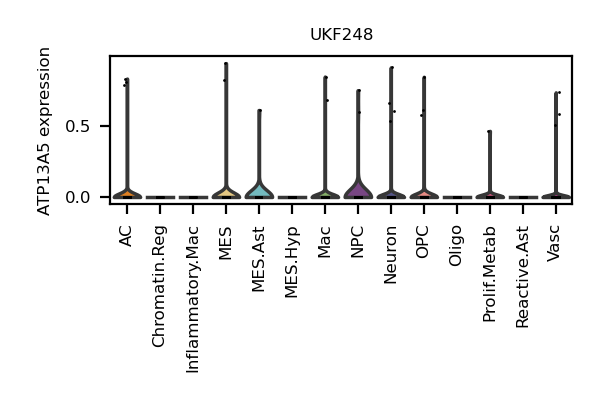 UKF248
ATP13A5 expression
0.5
0.0
AC
Chromatin.Reg
Inflammatory.Mac
MES
MES.Ast
MES.Hyp
Mac
NPC
Neuron
OPC
Oligo
Prolif.Metab
Reactive.Ast
Vasc